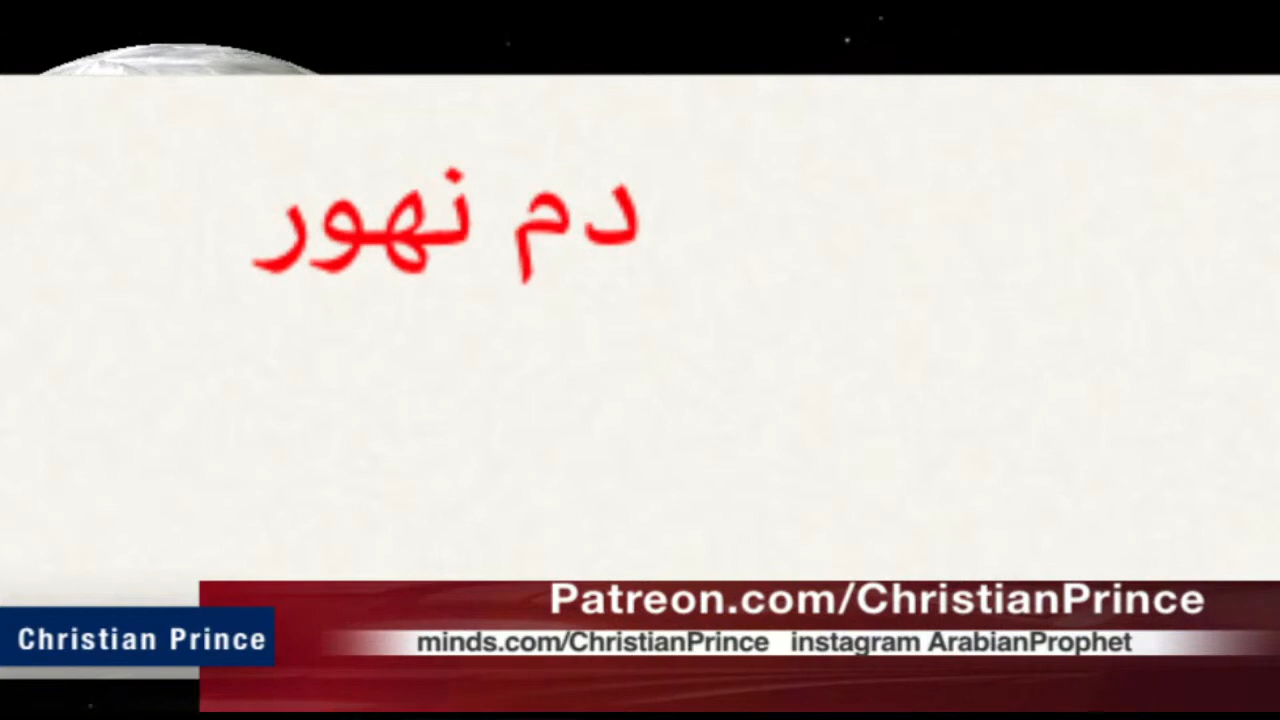 دم نهور
Patreon.com/ChristianPrince
Christian Prince
minds.com/ChristianPrince instagram ArabianProphet